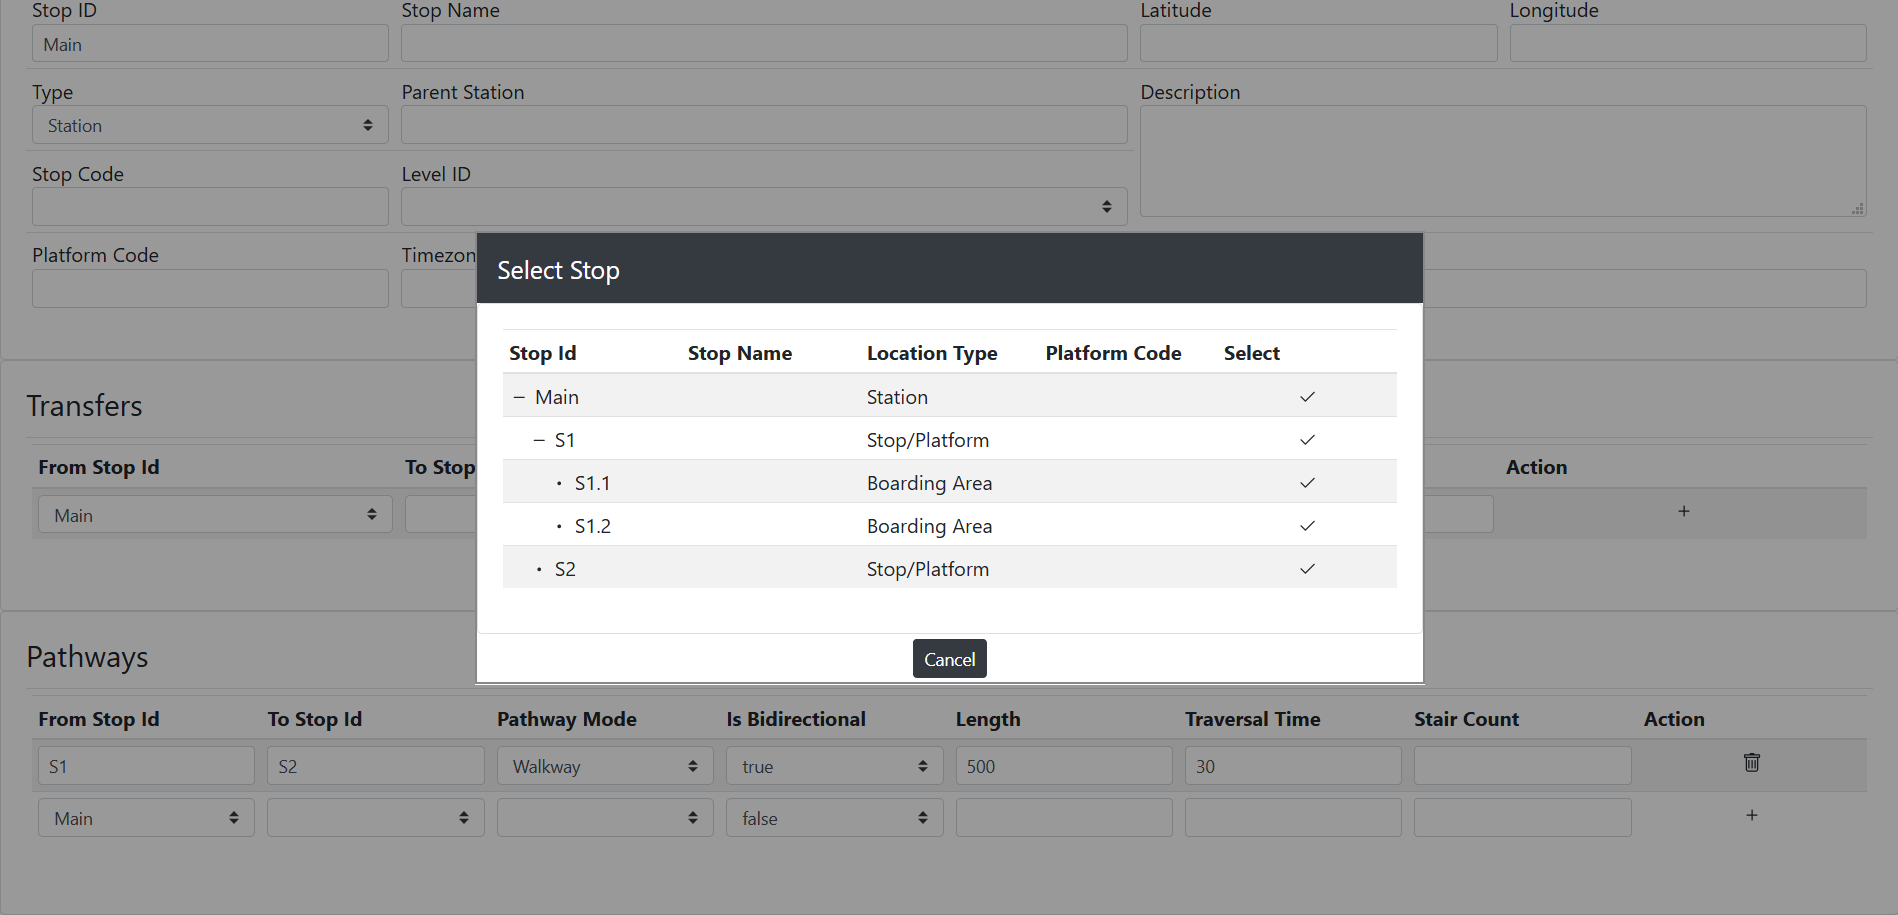 Stop ID Stop Name Latitude Longitude
Main
Type Parent Station Description
Station
Stop Code Level ID
Platform Code Timezon
Select Stop
Stop Id Stop Name Location Type Platform Code Select
Main Station
S1 Stop/Platform
S1.1 Boarding Area
S1.2 Boarding Area
S2 Stop/Platform
Cancel
Transfers
From Stop Id To Stop Action
Main
Pathways
From Stop Id To Stop Id Pathway Mode Is Bidirectional Length Traversal Time Stair Count Action
S1 S2 Walkway true 500 30
Main false